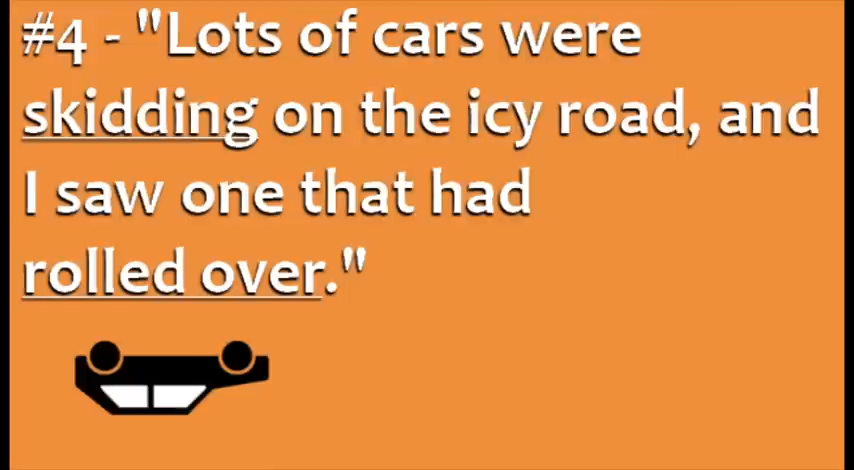 #4 - "Lots of cars were
skidding on the icy road, and
I saw one that had
rolled over."